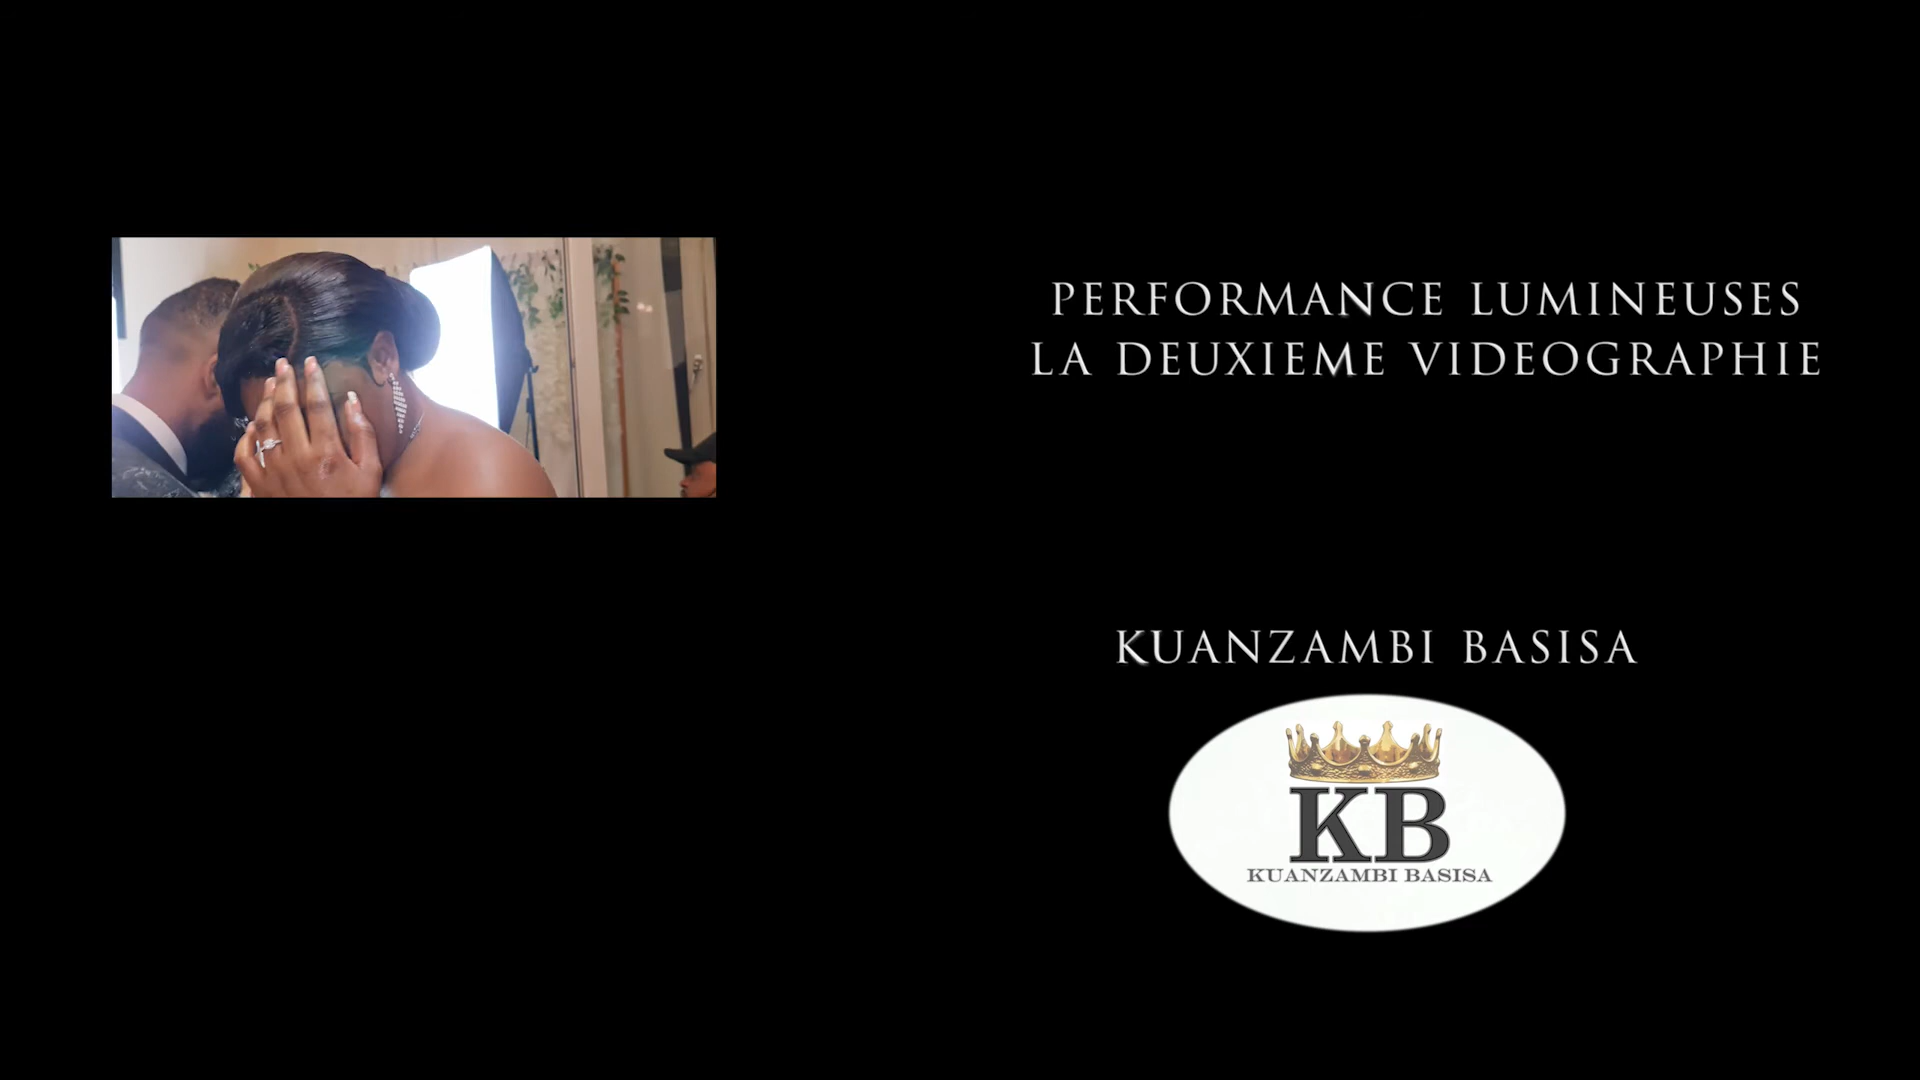 PERFORMANCE LUMINEUSES
LA DEUXIEME VIDEOGRAPHIE
KUANZAMBI BASISA
KB
KUANZAMBI BASISA